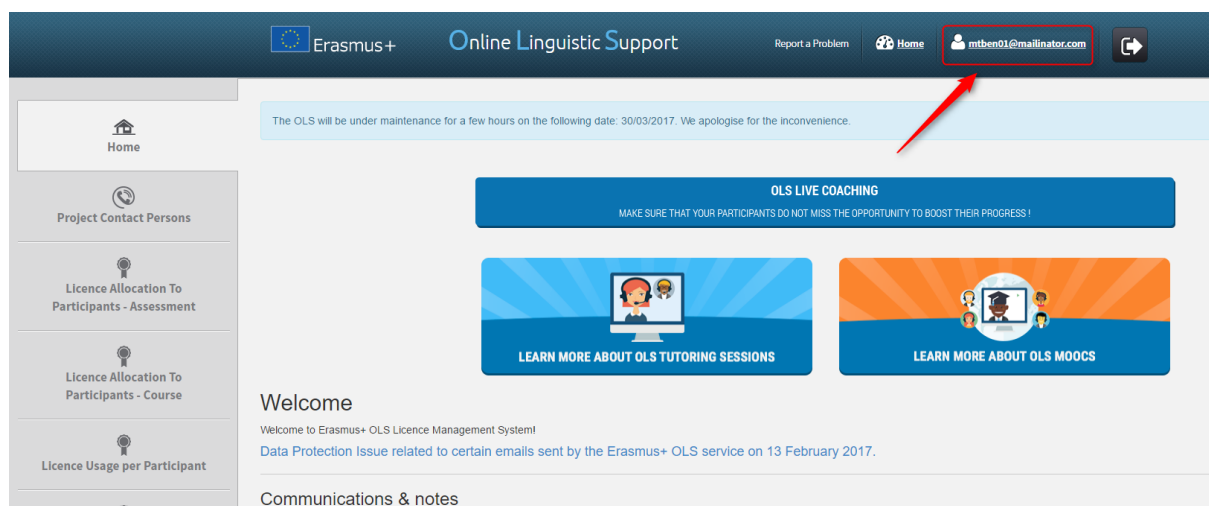 Erasmus+
Online Linguistic Support
Report a Problem
Home
mtben01@mailinator.com
Home
Project Contact Persons
Licence Allocation To
Participants - Assessment
Licence Allocation To
Participants - Course
Licence Usage per Participant
The OLS will be under maintenance for a few hours on the following date: 30/03/2017. We apologise for the inconvenience.
OLS LIVE COACHING
MAKE SURE THAT YOUR PARTICIPANTS DO NOT MISS THE OPPORTUNITY TO BOOST THEIR PROGRESS !
LEARN MORE ABOUT OLS TUTORING SESSIONS
LEARN MORE ABOUT OLS MOOCS
Welcome
Welcome to Erasmus+ OLS Licence Management System!
Data Protection Issue related to certain emails sent by the Erasmus+ OLS service on 13 February 2017.
Communications & notes